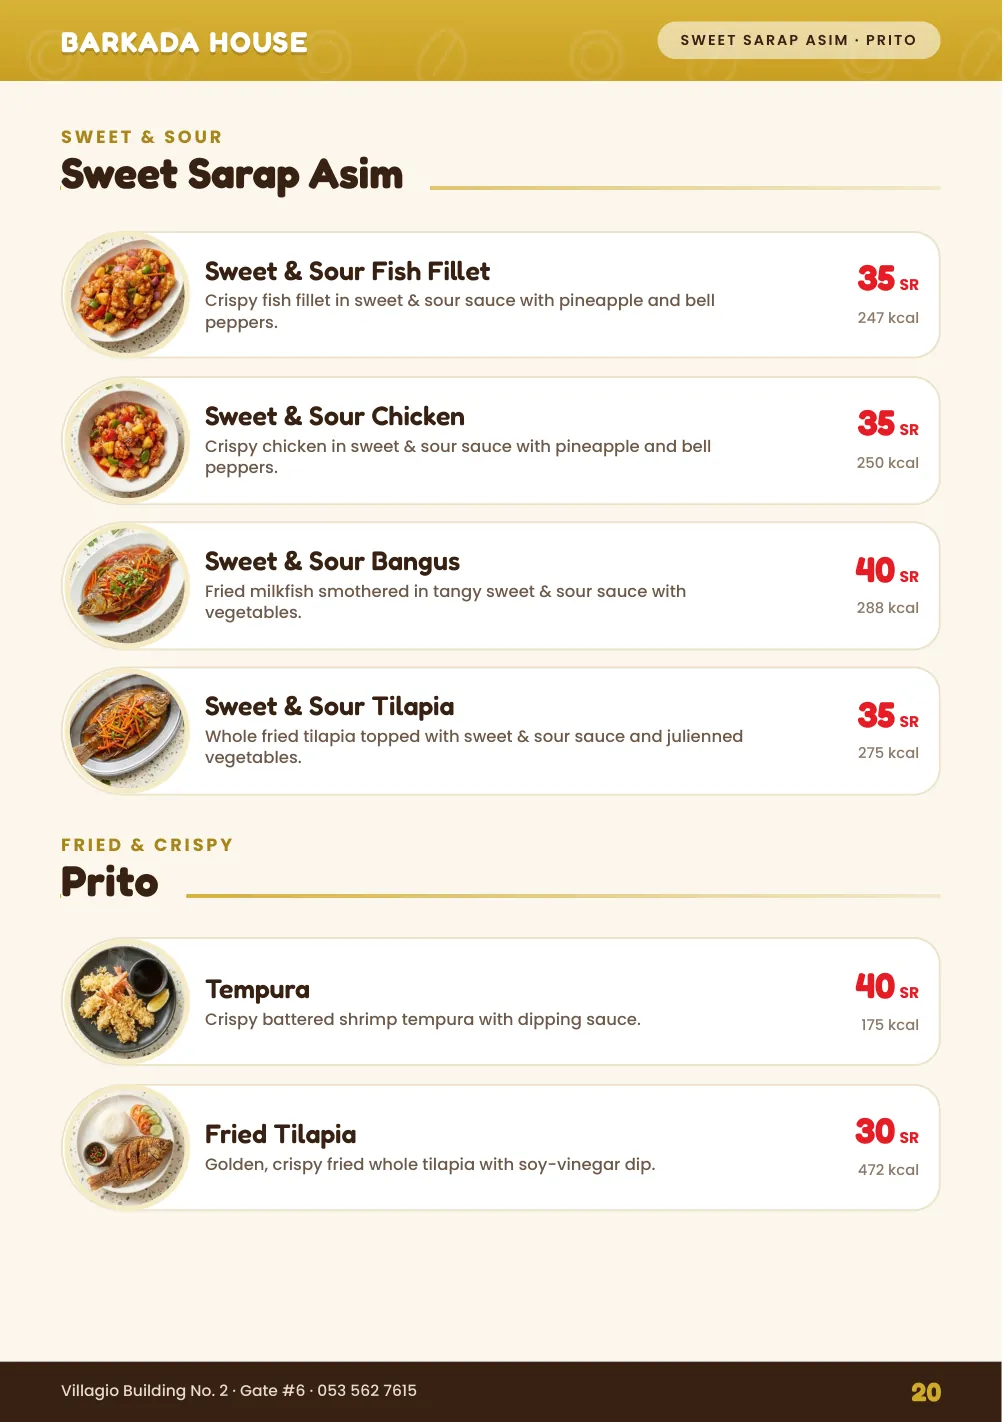 BARKADA HOUSE
SWEET SARAP ASIM · PRITO
SWEET & SOUR
Sweet Sarap Asim
Sweet & Sour Fish Fillet
Crispy fish fillet in sweet & sour sauce with pineapple and bell
peppers.
35 SR
247 kcal
Sweet & Sour Chicken
Crispy chicken in sweet & sour sauce with pineapple and bell
peppers.
35 SR
250 kcal
Sweet & Sour Bangus
Fried milkfish smothered in tangy sweet & sour sauce with
vegetables.
40 SR
288 kcal
Sweet & Sour Tilapia
Whole fried tilapia topped with sweet & sour sauce and julienned
vegetables.
35 SR
275 kcal
FRIED & CRISPY
Prito
Tempura
Crispy battered shrimp tempura with dipping sauce.
40 SR
175 kcal
Fried Tilapia
Golden, crispy fried whole tilapia with soy-vinegar dip.
30 SR
472 kcal
Villagio Building No. 2 · Gate #6 · 053 562 7615
20